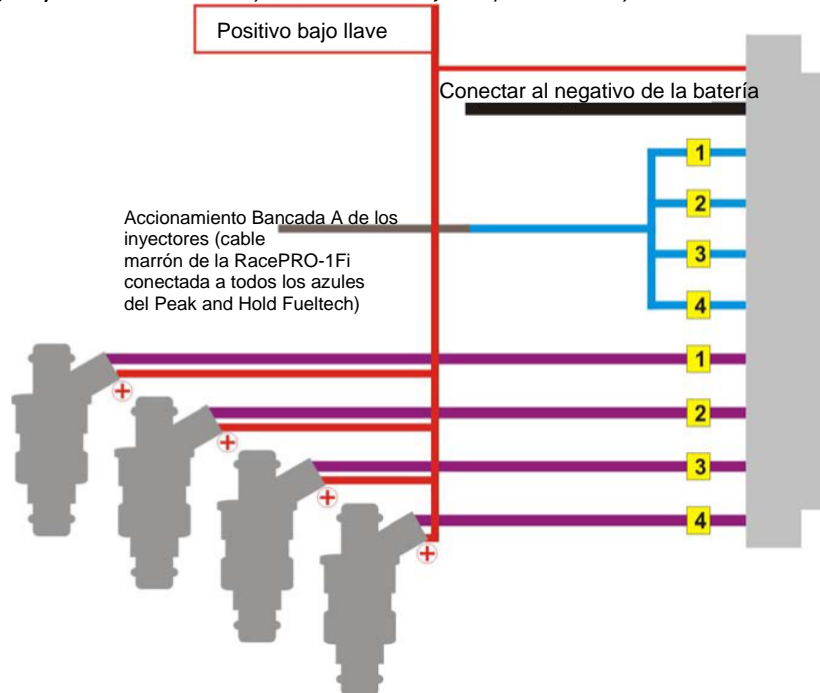 Positivo bajo llave
Conectar al negativo de la batería
1
2
Accionamiento Bancada A de los
inyectores (cable
marrón de la RacePRO-1Fi
conectada a todos los azules
del Peak and Hold Fueltech)
3
4
1
2
3
4